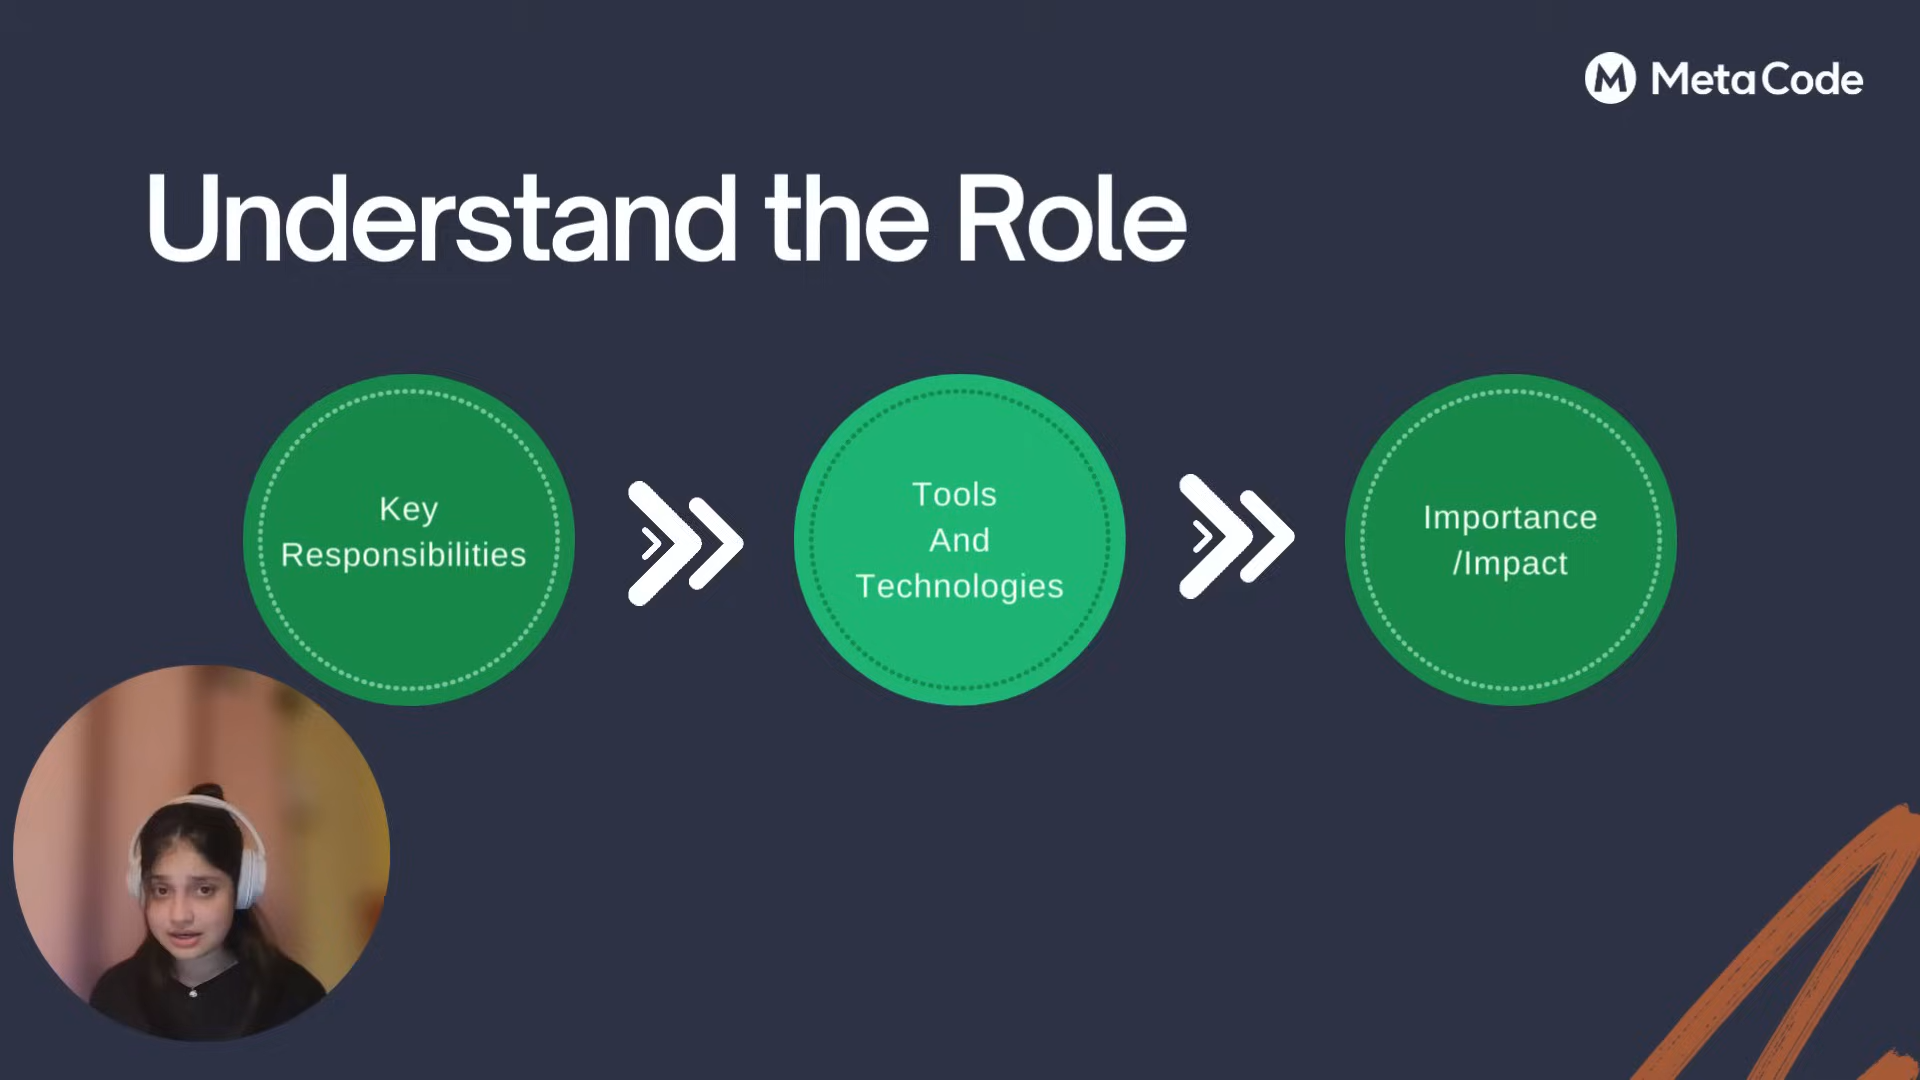 M MetaCode
Understand the Role
Key
Responsibilities
Tools
And
Technologies
Importance
/Impact